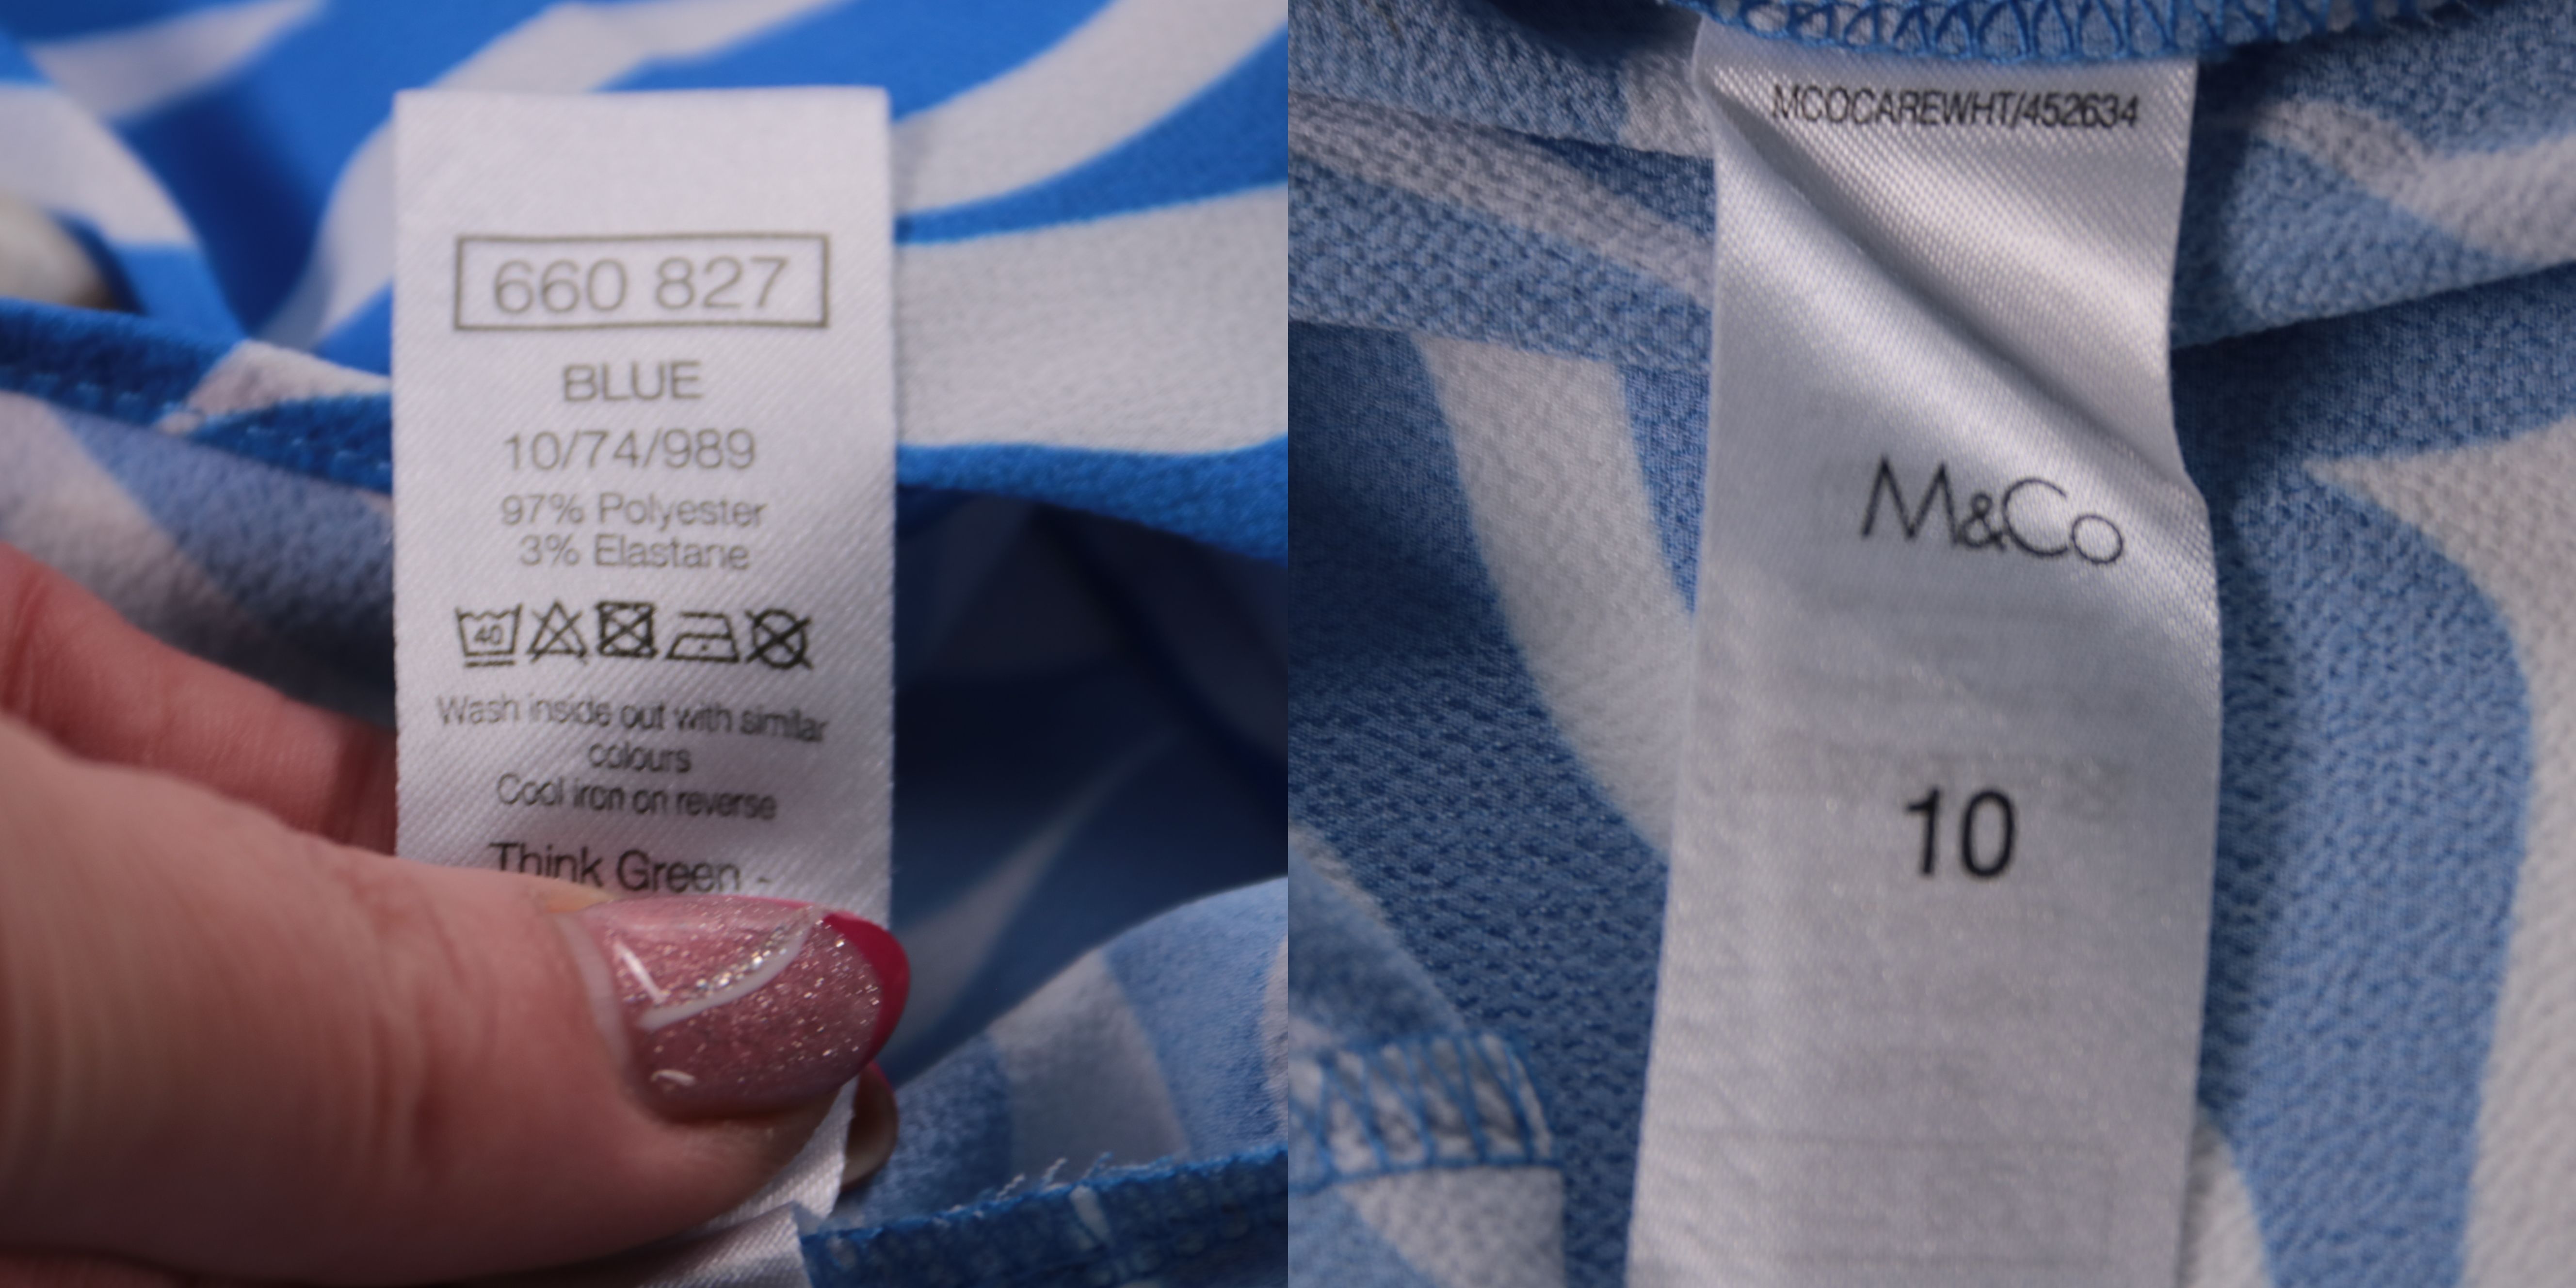 660 827
BLUE
10/74/989
97% Polyester
3% Elastane
40
Wash inside out with similar
colours
Cool iron on reverse
Think Green -
MCOCAREWHT/452634
M&Co
10